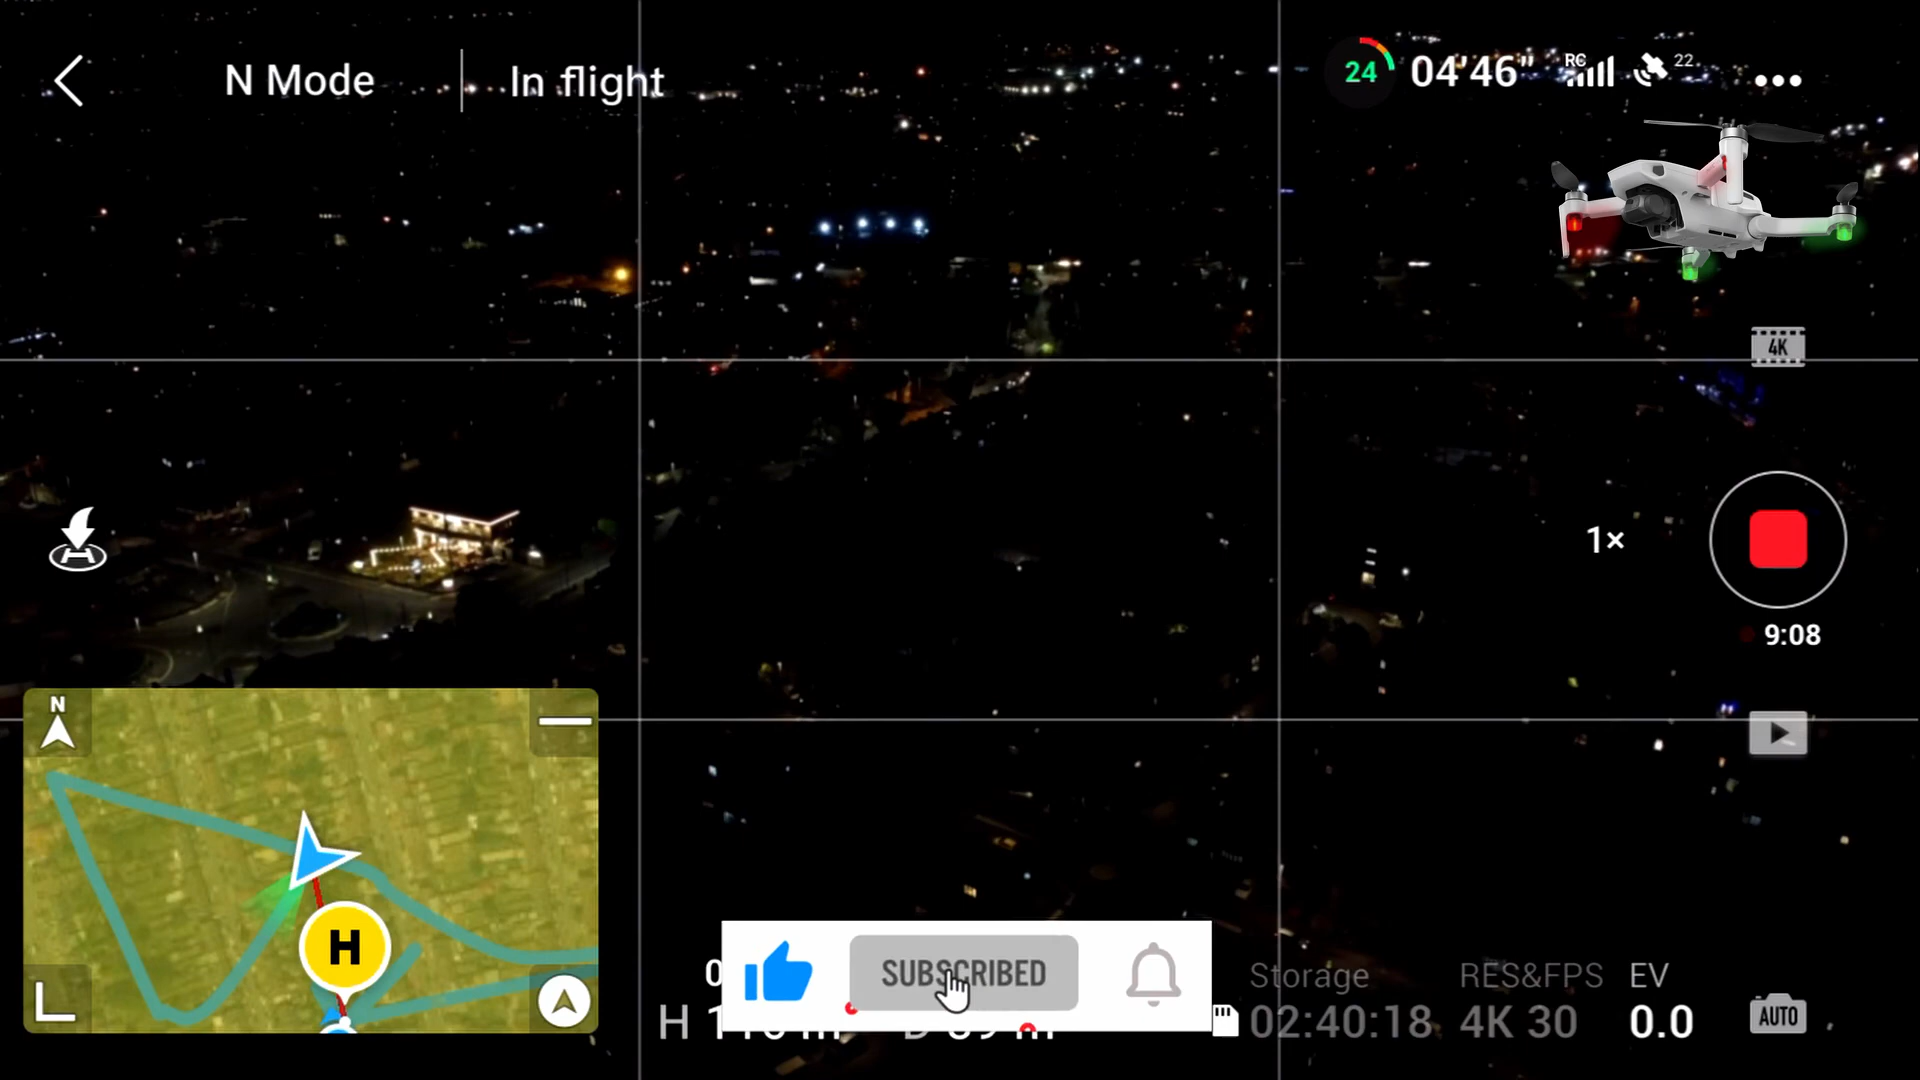 N Mode
In flight
24
04'46"
RC
22
4K
1×
9:08
N
H
SUBSCRIBED
H
D
Storage
02:40:18
RES&FPS
4K 30
EV
0.0
AUTO